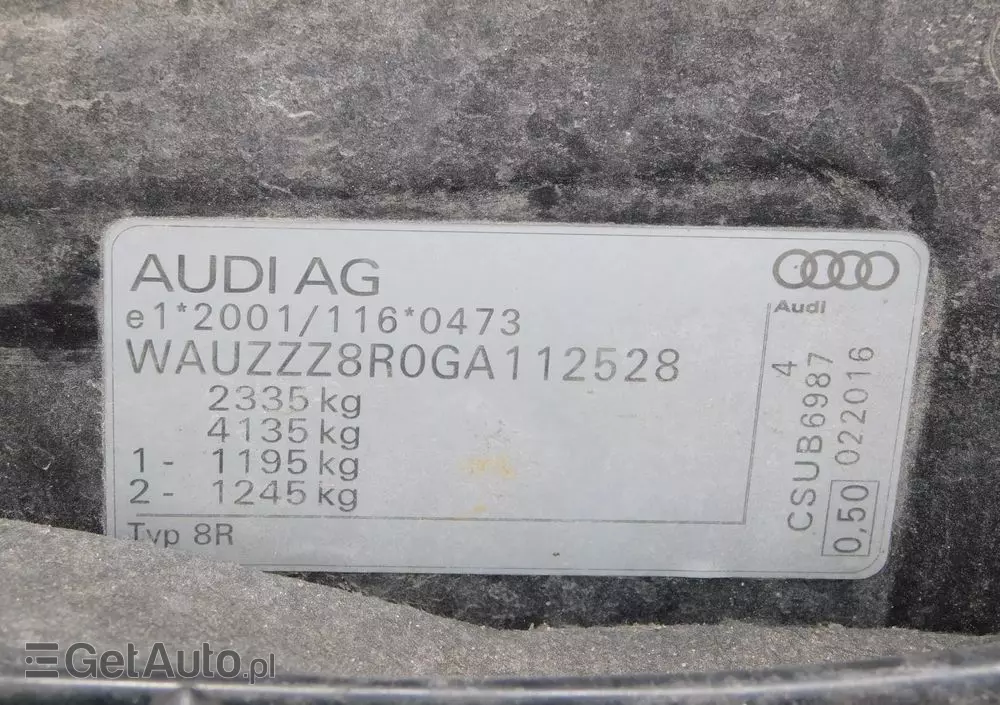 AUDI AG
Audi
e1*2001/116*0473
WAUZZZ8R0GA112528
2335 kg
4135 kg
1 - 1195 kg
2 - 1245 kg
Typ 8R
4
CSUB6987
0,50 022016
GetAuto.pl